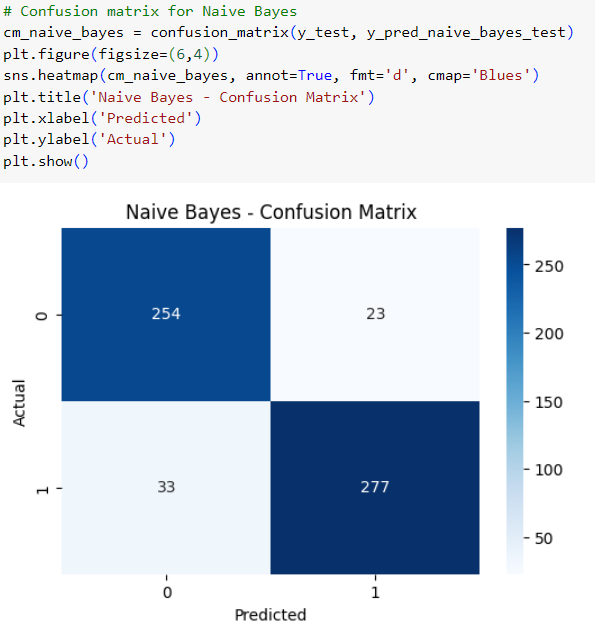 # Confusion matrix for Naive Bayes
cm_naive_bayes = confusion_matrix(y_test, y_pred_naive_bayes_test)
plt.figure(figsize=(6,4))
sns.heatmap(cm_naive_bayes, annot=True, fmt='d', cmap='Blues')
plt.title('Naive Bayes - Confusion Matrix')
plt.xlabel('Predicted')
plt.ylabel('Actual')
plt.show()
Naive Bayes - Confusion Matrix
Actual
0
254
23
1
33
277
0
1
Predicted
250
200
150
100
50